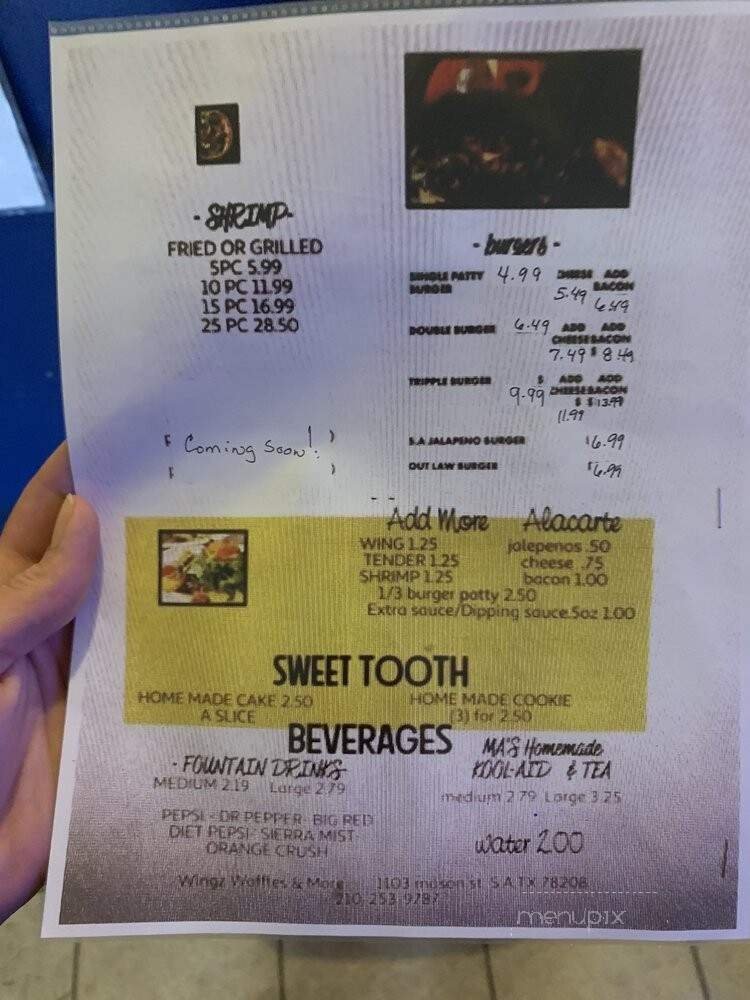 - SHRIMP-
FRIED OR GRILLED
5PC 5.99
10 PC 11.99
15 PC 16.99
25 PC 28.50
Coming Soon!
- burgers -
SINGLE PATTY BURGER 4.99 CHEESE 5.49 ADD BACON 6.49
DOUBLE BURGER 6.49 ADD CHEESE 7.49 ADD BACON $ 8.49
TRIPPLE BURGER $ 9.99 ADD CHEESE $ 11.99 ADD BACON $ 13.99
S.A JALAPENO BURGER $6.99
OUT LAW BURGER $6.99
Add More
WING 1.25
TENDER 1.25
SHRIMP 1.25
1/3 burger patty 2.50
Extra sauce/Dipping sauce.5oz 1.00
Alacarte
jalepenos .50
cheese .75
bacon 1.00
SWEET TOOTH
HOME MADE CAKE 2.50
A SLICE
HOME MADE COOKIE
(3) for 2.50
BEVERAGES
- FOUNTAIN DRINKS
MEDIUM 2.19 Large 2.79
PEPSI - DR PEPPER- BIG RED
DIET PEPSI- SIERRA MIST-
ORANGE CRUSH
MA'S Homemade
KOOL-AID & TEA
medium 2.79 Large 3.25
water 2.00
Wingz Waffles & More 1103 mason st S.A TX 78208
210-253-9787
menupix